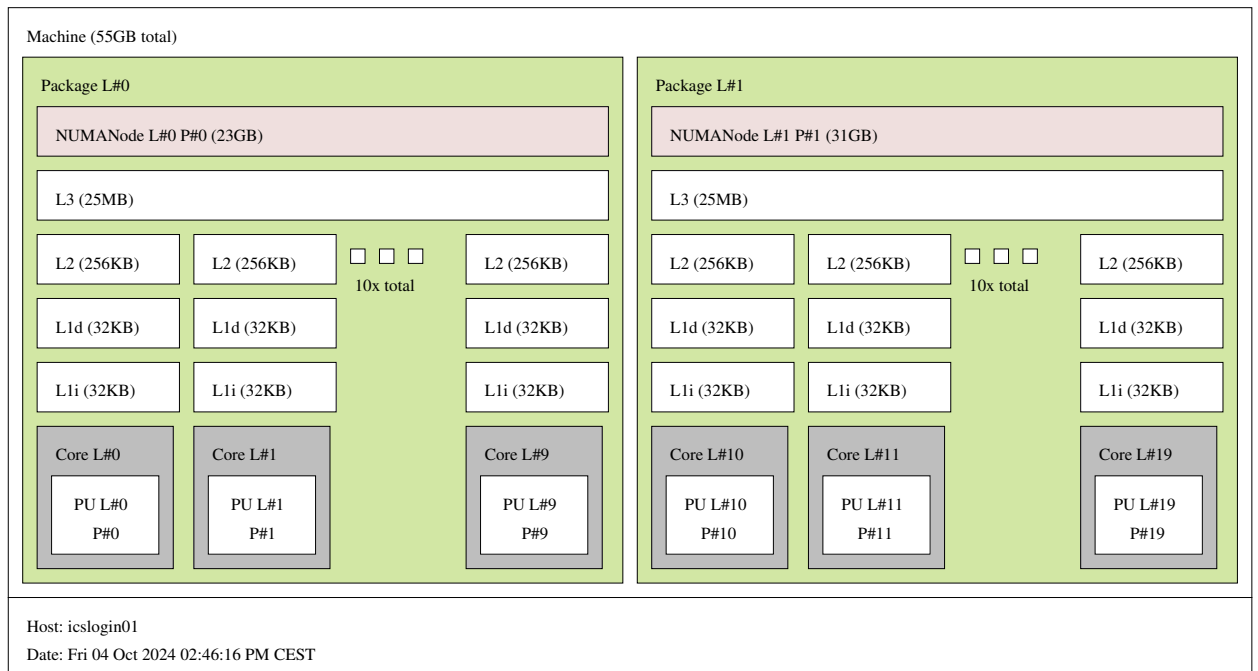 Machine (55GB total)
Package L#0
NUMANode L#0 P#0 (23GB)
L3 (25MB)
L2 (256KB) L2 (256KB) L2 (256KB)
10x total
L1d (32KB) L1d (32KB) L1d (32KB)
L1i (32KB) L1i (32KB) L1i (32KB)
Core L#0 Core L#1 Core L#9
PU L#0 PU L#1 PU L#9
P#0 P#1 P#9
Package L#1
NUMANode L#1 P#1 (31GB)
L3 (25MB)
L2 (256KB) L2 (256KB) L2 (256KB)
10x total
L1d (32KB) L1d (32KB) L1d (32KB)
L1i (32KB) L1i (32KB) L1i (32KB)
Core L#10 Core L#11 Core L#19
PU L#10 PU L#11 PU L#19
P#10 P#11 P#19
Host: icslogin01
Date: Fri 04 Oct 2024 02:46:16 PM CEST